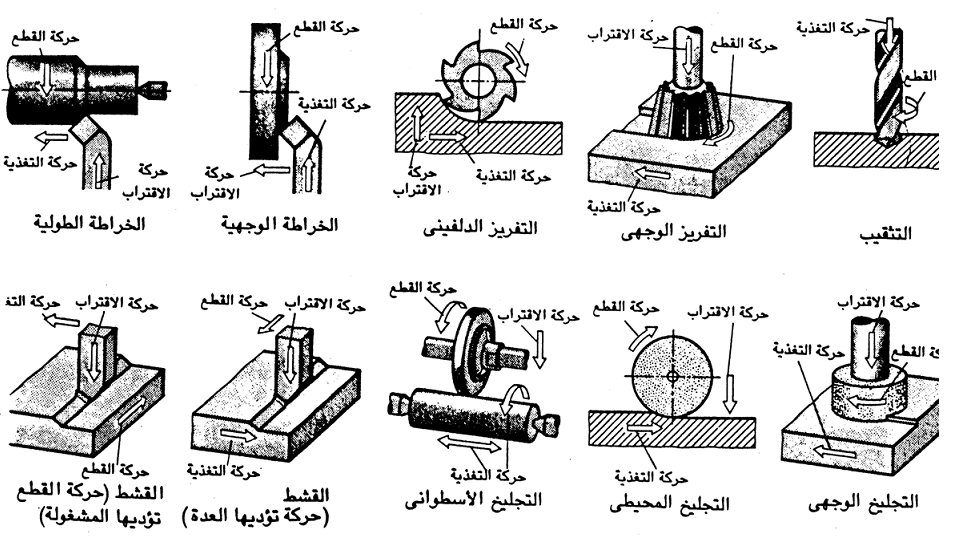 حركة التغذية
القطع
التثقيب
حركة الاقتراب
حركة القطع
حركة التغذية
التفريز الوجهى
حركة القطع
حركة
الاقتراب
حركة التغذية
التفريز الدلفينى
حركة القطع
حركة التغذية
حركة
الاقتراب
الخراطة الوجهية
حركة القطع
حركة التغذية
حركة
الاقتراب
الخراطة الطولية
حركة الاقتراب
حركة التغذية
القطع
التجليخ الوجهى
حركة القطع
حركة الاقتراب
حركة التغذية
التجليخ المحيطى
حركة القطع
حركة الاقتراب
حركة التغذية
التجليخ الأسطوانى
حركة الاقتراب
حركة القطع
حركة التغذية
القشط
(حركة تؤديها العدة)
حركة الاقتراب
حركة التغ
حركة القطع
القشط (حركة القطع
تؤديها المشغولة)